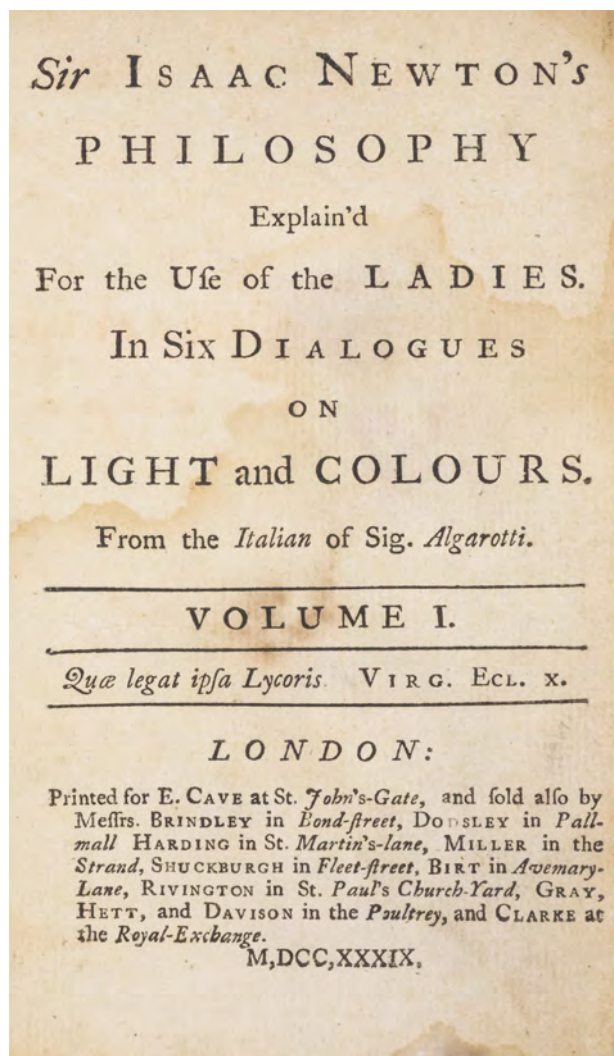 Sir ISAAC NEWTON's
PHILOSOPHY
Explain'd
For the Uſe of the LADIES.
In Six DIALOGUES
ON
LIGHT and COLOURS.
From the Italian of Sig. Algarotti.
VOLUME I.
Quæ legat ipſa Lycoris. VIRG. ECL. X.
LONDON:
Printed for E. CAVE at St. John's-Gate, and ſold alſo by
Meſſrs. BRINDLEY in Bond-ſtreet, DODSLEY in Pall-
mall HARDING in St. Martin's-lane, MILLER in the
Strand, SHUCKBURGH in Fleet-ſtreet, BIRT in Avemary-
Lane, RIVINGTON in St. Paul's Church-Yard, GRAY,
HETT, and DAVISON in the Poultrey, and CLARKE at
the Royal-Exchange.
M,DCC,XXXIX.